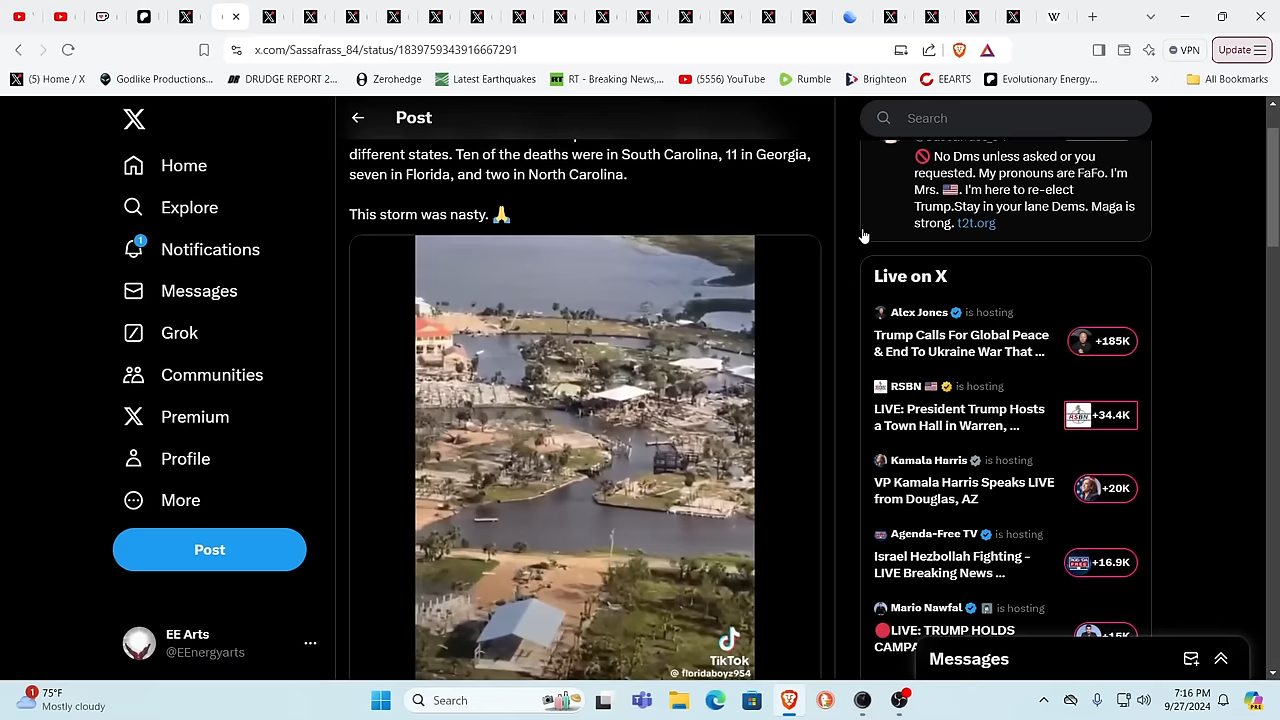 x.com/Sassafrass_84/status/1839759343916667291
VPN
Update
(5) Home / X
Godlike Productions...
DRUDGE REPORT 2...
Zerohedge
Latest Earthquakes
RT - Breaking News,...
(5556) YouTube
Rumble
Brighteon
EEARTS
Evolutionary Energy...
All Bookmarks
Home
Explore
1
Notifications
Messages
Grok
Communities
Premium
Profile
More
Post
EE Arts
@EEnergyarts
Post
different states. Ten of the deaths were in South Carolina, 11 in Georgia,
seven in Florida, and two in North Carolina.
This storm was nasty. 🙏
TikTok
@floridaboyz954
Search
🚫 No Dms unless asked or you
requested. My pronouns are FaFo. I'm
Mrs. 🇺🇸. I'm here to re-elect
Trump.Stay in your lane Dems. Maga is
strong. t2t.org
Live on X
Alex Jones is hosting
Trump Calls For Global Peace
& End To Ukraine War That ...
+185K
RSBN 🇺🇸 is hosting
LIVE: President Trump Hosts
a Town Hall in Warren, ...
RSBN
+34.4K
Kamala Harris is hosting
VP Kamala Harris Speaks LIVE
from Douglas, AZ
+20K
Agenda-Free TV is hosting
Israel Hezbollah Fighting –
LIVE Breaking News ...
+16.9K
Mario Nawfal is hosting
🔴LIVE: TRUMP HOLDS
+15K
Messages
1
75°F
Mostly cloudy
Search
7:16 PM
9/27/2024